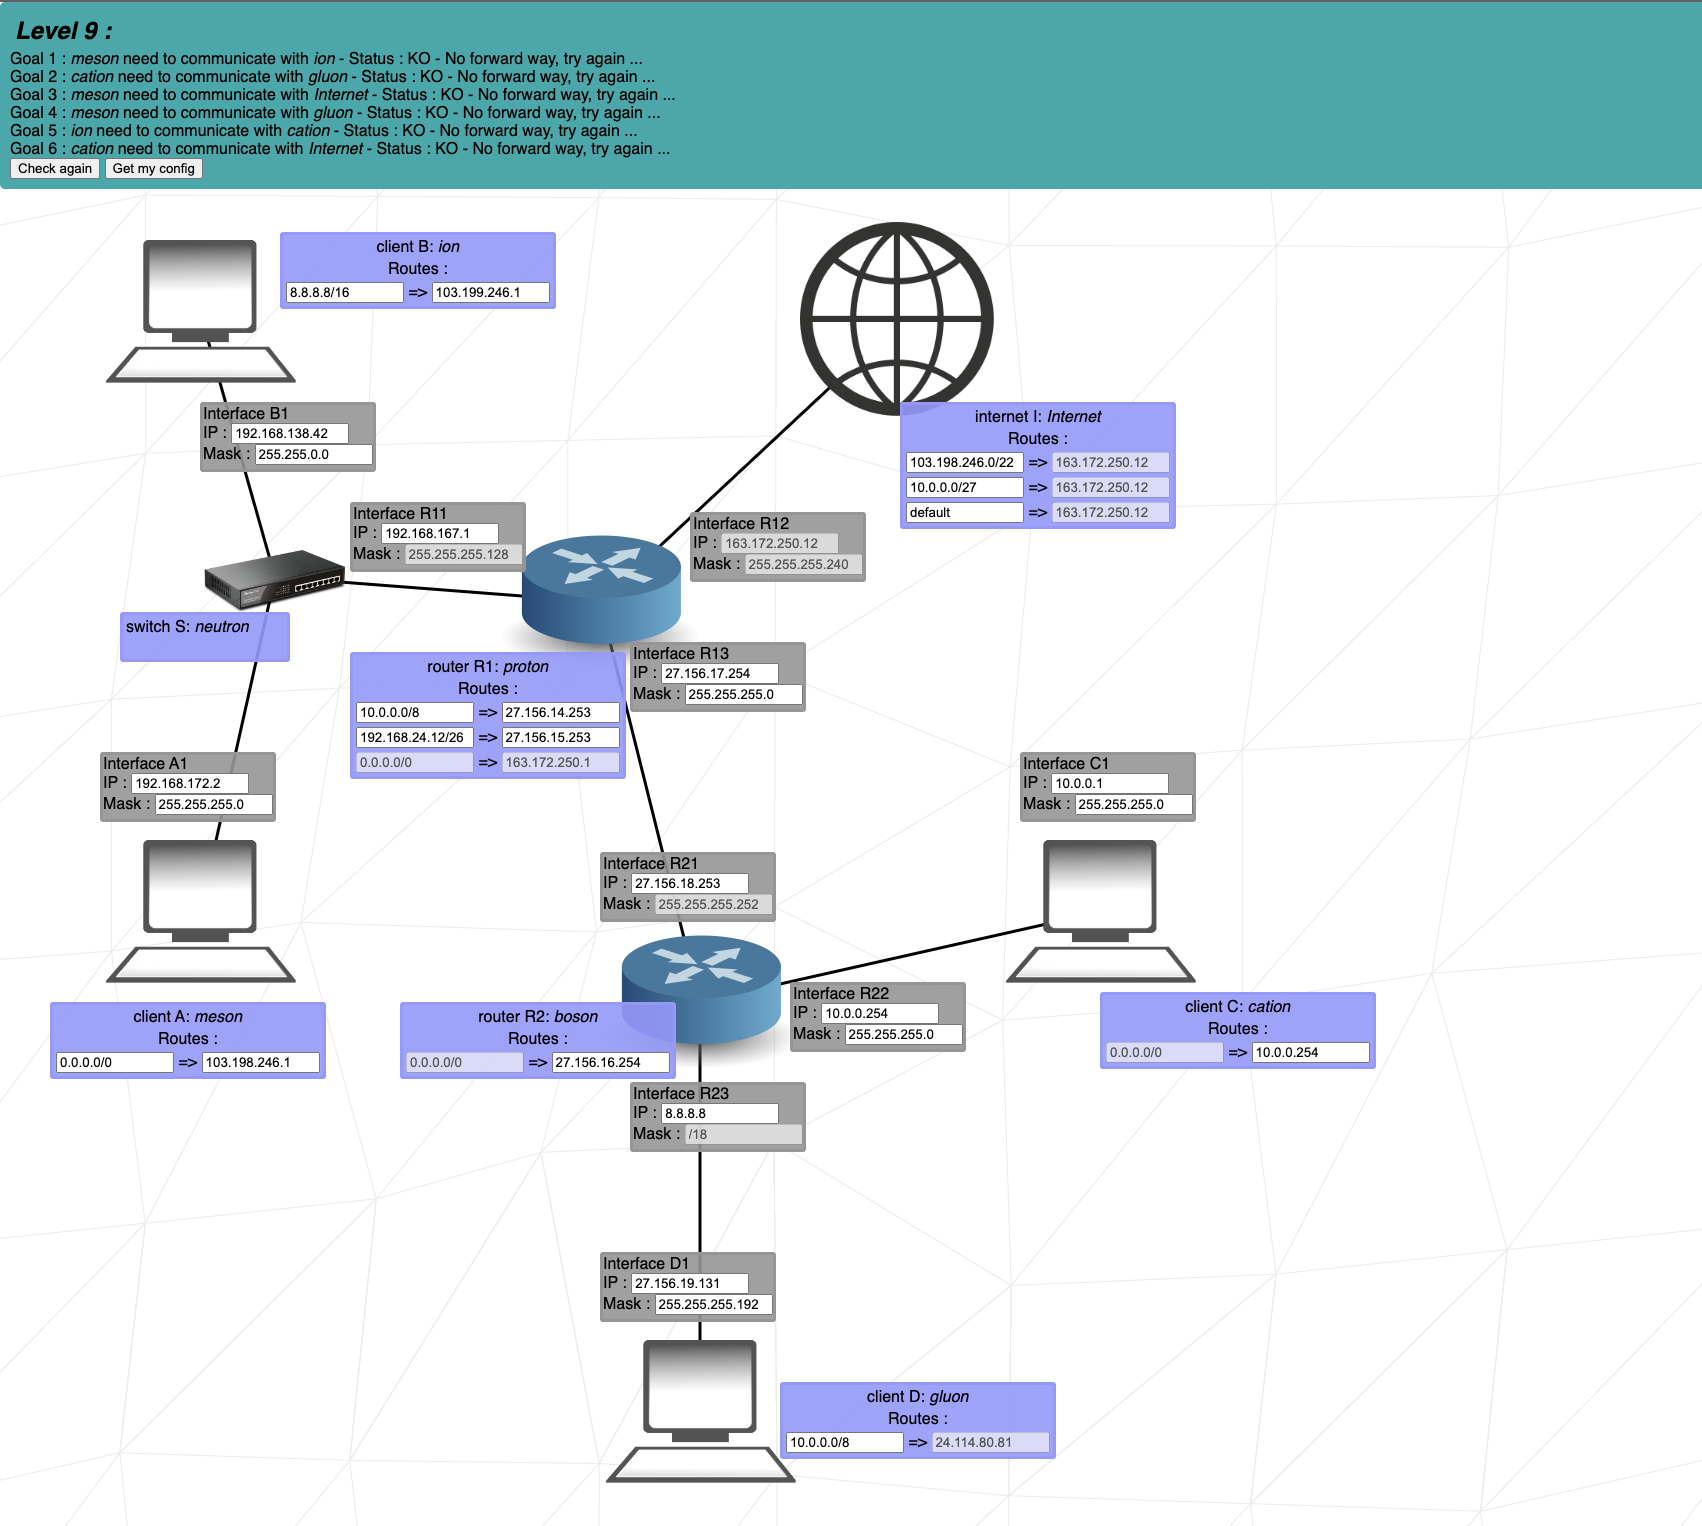 Level 9 :
Goal 1 : meson need to communicate with ion - Status : KO - No forward way, try again ...
Goal 2 : cation need to communicate with gluon - Status : KO - No forward way, try again ...
Goal 3 : meson need to communicate with Internet - Status : KO - No forward way, try again ...
Goal 4 : meson need to communicate with gluon - Status : KO - No forward way, try again ...
Goal 5 : ion need to communicate with cation - Status : KO - No forward way, try again ...
Goal 6 : cation need to communicate with Internet - Status : KO - No forward way, try again ...
Check again Get my config
client B: ion
Routes :
8.8.8.8/16 => 103.199.246.1
Interface B1
IP : 192.168.138.42
Mask : 255.255.0.0
internet I: Internet
Routes :
103.198.246.0/22 => 163.172.250.12
10.0.0.0/27 => 163.172.250.12
default => 163.172.250.12
Interface R11
IP : 192.168.167.1
Mask : 255.255.255.128
Interface R12
IP : 163.172.250.12
Mask : 255.255.255.240
switch S: neutron
Interface R13
IP : 27.156.17.254
Mask : 255.255.255.0
router R1: proton
Routes :
10.0.0.0/8 => 27.156.14.253
192.168.24.12/26 => 27.156.15.253
0.0.0.0/0 => 163.172.250.1
Interface A1
IP : 192.168.172.2
Mask : 255.255.255.0
Interface C1
IP : 10.0.0.1
Mask : 255.255.255.0
Interface R21
IP : 27.156.18.253
Mask : 255.255.255.252
Interface R22
IP : 10.0.0.254
Mask : 255.255.255.0
client A: meson
Routes :
0.0.0.0/0 => 103.198.246.1
router R2: boson
Routes :
0.0.0.0/0 => 27.156.16.254
client C: cation
Routes :
0.0.0.0/0 => 10.0.0.254
Interface R23
IP : 8.8.8.8
Mask : /18
Interface D1
IP : 27.156.19.131
Mask : 255.255.255.192
client D: gluon
Routes :
10.0.0.0/8 => 24.114.80.81